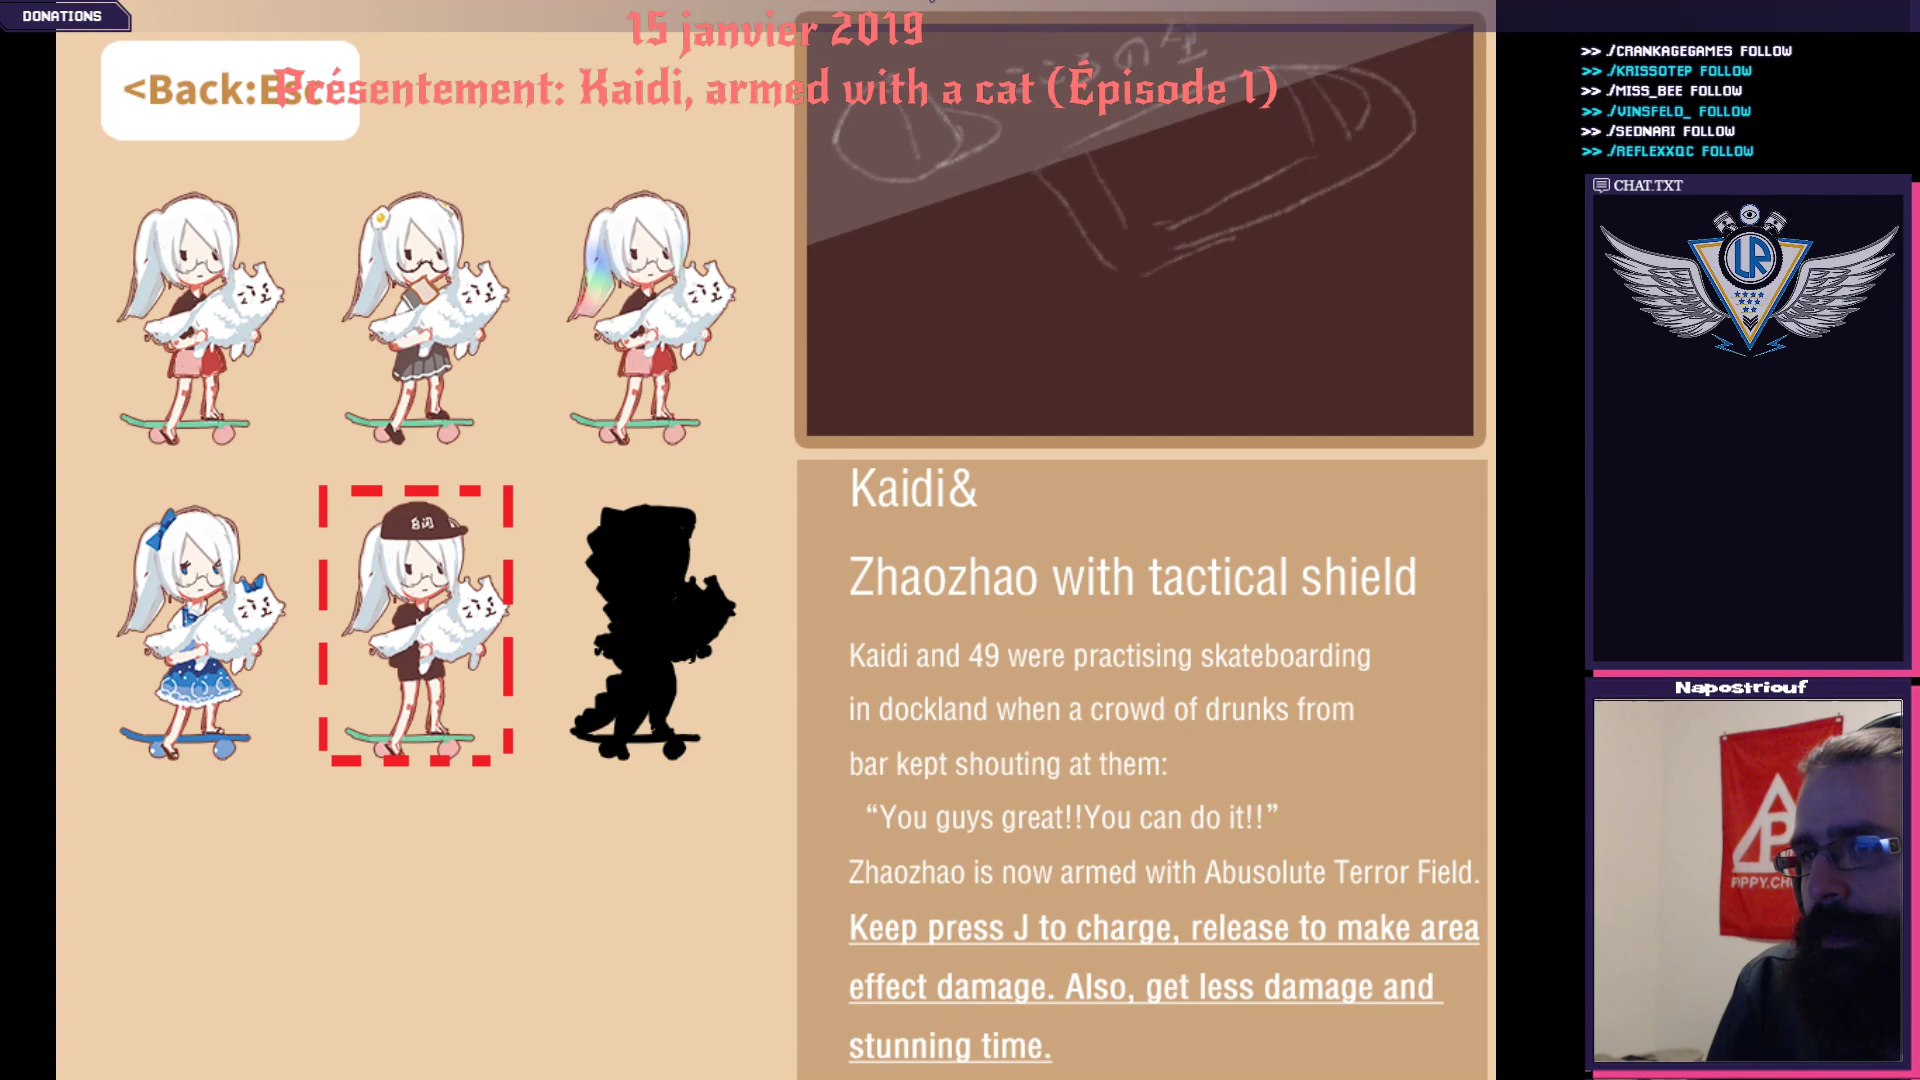 DONATIONS
15 janvier 2019
Présentement: Kaidi, armed with a cat (Épisode 1)
<Back:Esc
Kaidi&
Zhaozhao with tactical shield
Kaidi and 49 were practising skateboarding
in dockland when a crowd of drunks from
bar kept shouting at them:
“You guys great!!You can do it!!”
Zhaozhao is now armed with Abusolute Terror Field.
Keep press J to charge, release to make area
effect damage. Also, get less damage and
stunning time.
>> ./CRANKAGEGAMES FOLLOW
>> ./KRISSOTEP FOLLOW
>> ./MISS_BEE FOLLOW
>> ./VINSFELD_ FOLLOW
>> ./SEDNARI FOLLOW
>> ./REFLEXXQC FOLLOW
CHAT.TXT
LR
Napostriouf